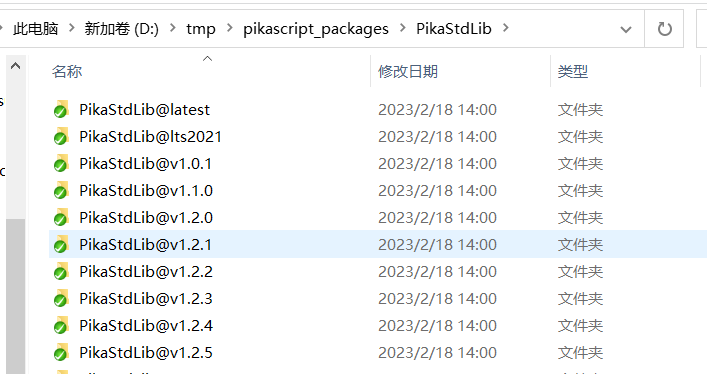 此电脑 新加卷 (D:) tmp pikascript_packages PikaStdLib
名称 修改日期 类型
PikaStdLib@latest 2023/2/18 14:00 文件夹
PikaStdLib@lts2021 2023/2/18 14:00 文件夹
PikaStdLib@v1.0.1 2023/2/18 14:00 文件夹
PikaStdLib@v1.1.0 2023/2/18 14:00 文件夹
PikaStdLib@v1.2.0 2023/2/18 14:00 文件夹
PikaStdLib@v1.2.1 2023/2/18 14:00 文件夹
PikaStdLib@v1.2.2 2023/2/18 14:00 文件夹
PikaStdLib@v1.2.3 2023/2/18 14:00 文件夹
PikaStdLib@v1.2.4 2023/2/18 14:00 文件夹
PikaStdLib@v1.2.5 2023/2/18 14:00 文件夹